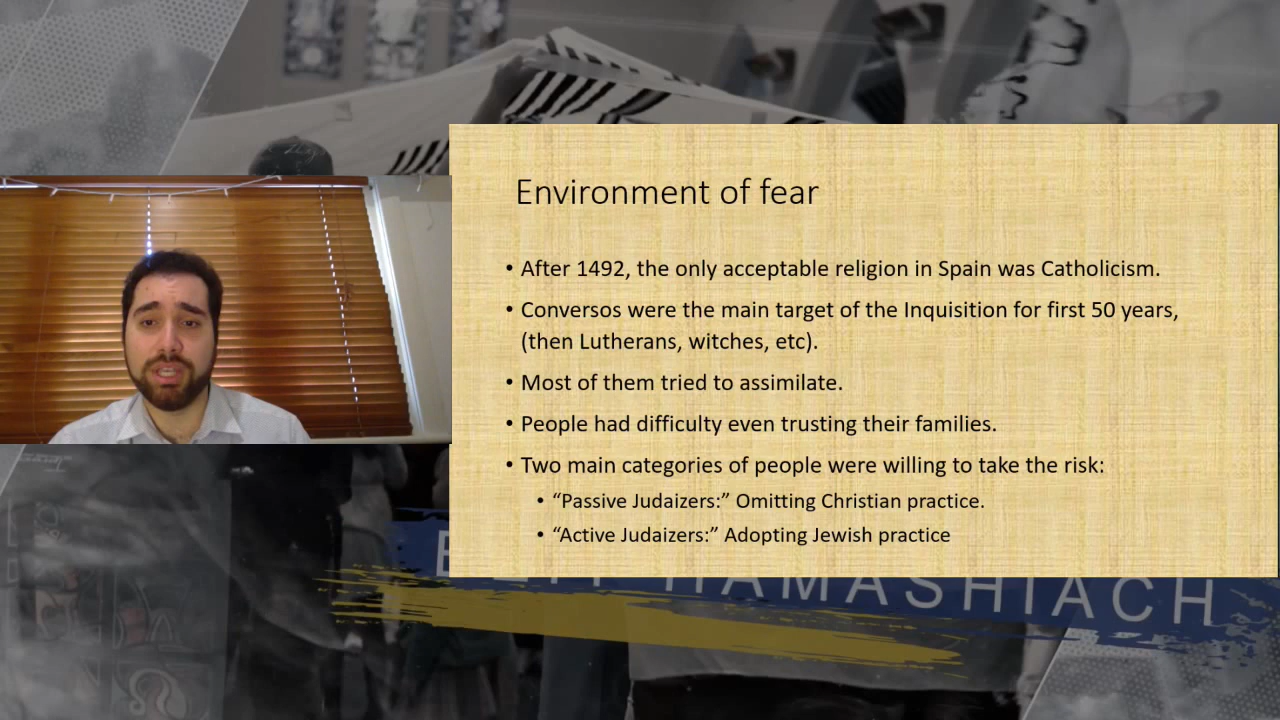 Environment of fear
• After 1492, the only acceptable religion in Spain was Catholicism.
• Conversos were the main target of the Inquisition for first 50 years,
(then Lutherans, witches, etc).
• Most of them tried to assimilate.
• People had difficulty even trusting their families.
• Two main categories of people were willing to take the risk:
• “Passive Judaizers:” Omitting Christian practice.
• “Active Judaizers:” Adopting Jewish practice
HAMASHIACH